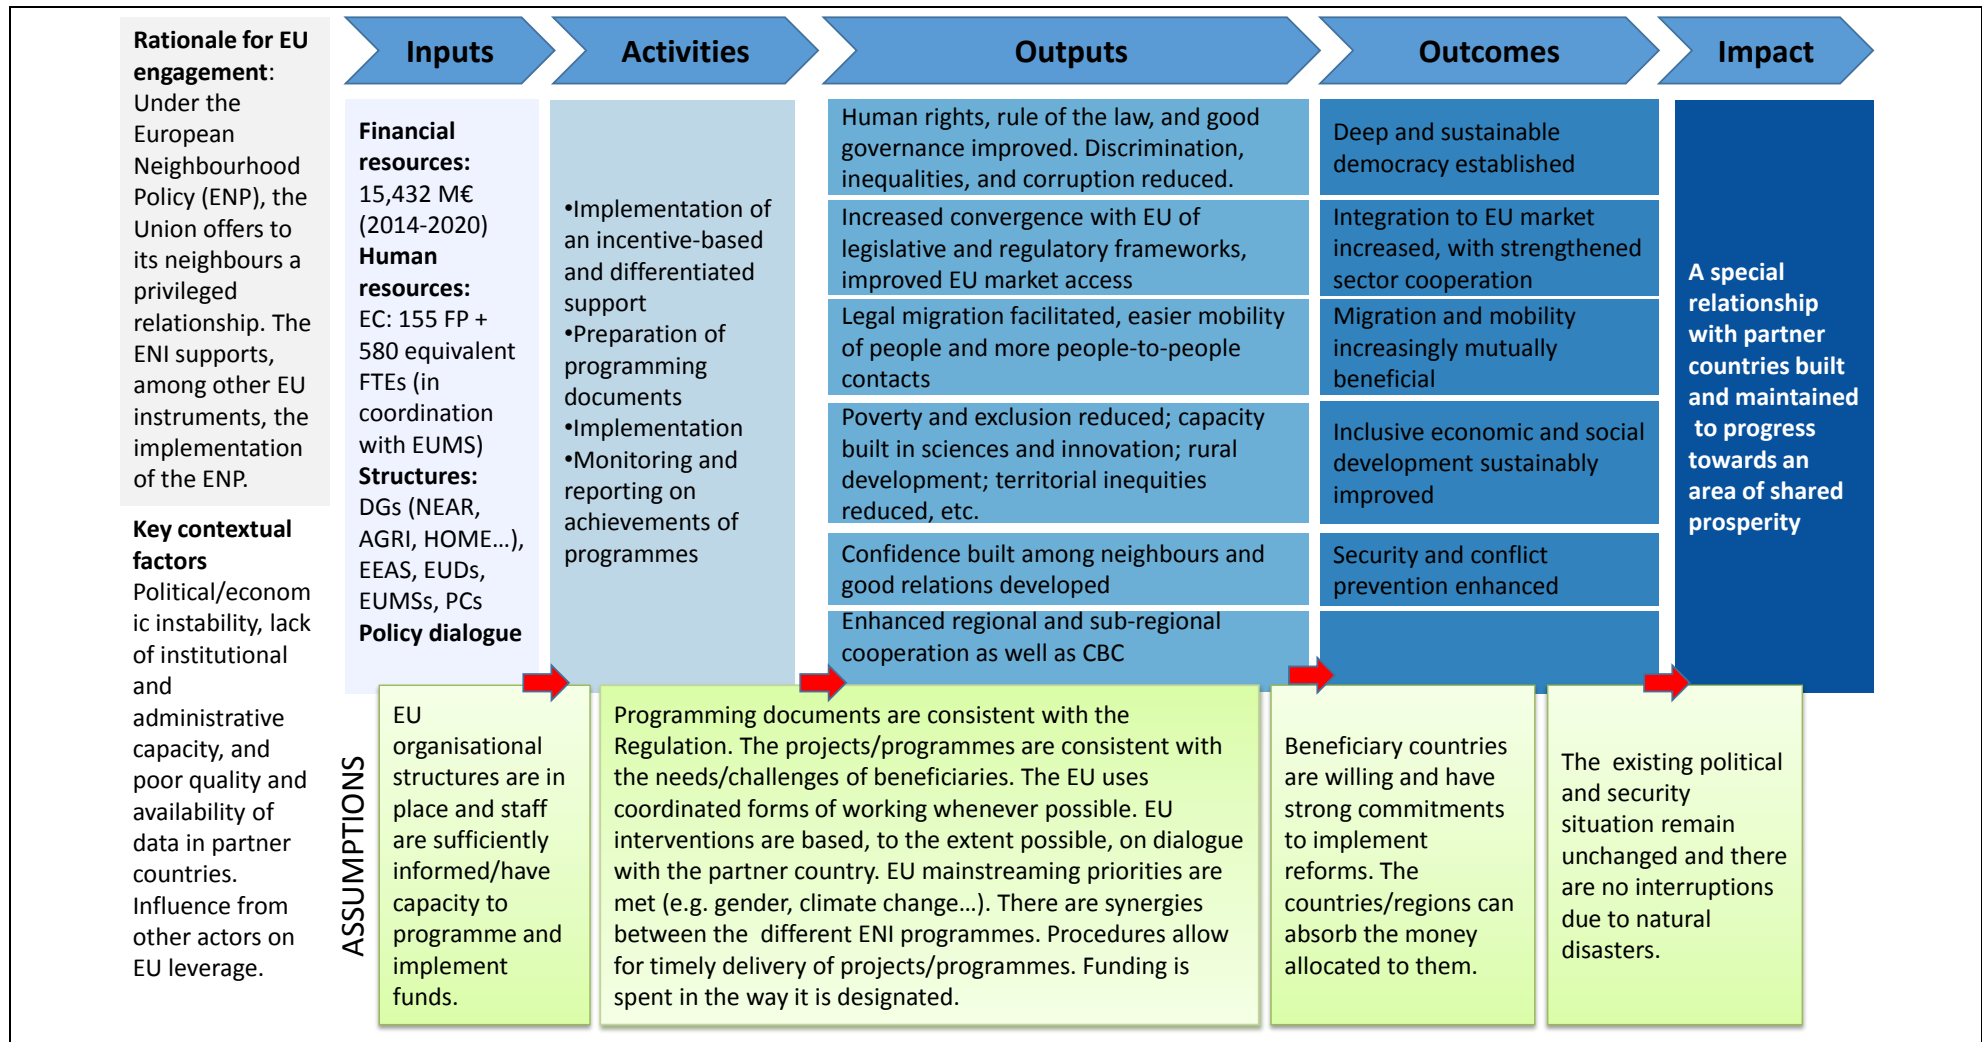 Rationale for EU
engagement:
Under the
European
Neighbourhood
Policy (ENP), the
Union offers to
its neighbours a
privileged
relationship. The
ENI supports,
among other EU
instruments, the
implementation
of the ENP.
Key contextual
factors
Political/econom
ic instability, lack
of institutional
and
administrative
capacity, and
poor quality and
availability of
data in partner
countries.
Influence from
other actors on
EU leverage.
Inputs
Activities
Outputs
Outcomes
Impact
Financial
resources:
15,432 M€
(2014-2020)
Human
resources:
EC: 155 FP +
580 equivalent
FTEs (in
coordination
with EUMS)
Structures:
DGs (NEAR,
AGRI, HOME…),
EEAS, EUDs,
EUMSs, PCs
Policy dialogue
•Implementation of
an incentive-based
and differentiated
support
•Preparation of
programming
documents
•Implementation
•Monitoring and
reporting on
achievements of
programmes
Human rights, rule of the law, and good
governance improved. Discrimination,
inequalities, and corruption reduced.
Increased convergence with EU of
legislative and regulatory frameworks,
improved EU market access
Legal migration facilitated, easier mobility
of people and more people-to-people
contacts
Poverty and exclusion reduced; capacity
built in sciences and innovation; rural
development; territorial inequities
reduced, etc.
Confidence built among neighbours and
good relations developed
Enhanced regional and sub-regional
cooperation as well as CBC
Deep and sustainable
democracy established
Integration to EU market
increased, with strengthened
sector cooperation
Migration and mobility
increasingly mutually
beneficial
Inclusive economic and social
development sustainably
improved
Security and conflict
prevention enhanced
A special
relationship
with partner
countries built
and maintained
to progress
towards an
area of shared
prosperity
ASSUMPTIONS
EU
organisational
structures are in
place and staff
are sufficiently
informed/have
capacity to
programme and
implement
funds.
Programming documents are consistent with the
Regulation. The projects/programmes are consistent with
the needs/challenges of beneficiaries. The EU uses
coordinated forms of working whenever possible. EU
interventions are based, to the extent possible, on dialogue
with the partner country. EU mainstreaming priorities are
met (e.g. gender, climate change…). There are synergies
between the different ENI programmes. Procedures allow
for timely delivery of projects/programmes. Funding is
spent in the way it is designated.
Beneficiary countries
are willing and have
strong commitments
to implement
reforms. The
countries/regions can
absorb the money
allocated to them.
The existing political
and security
situation remain
unchanged and there
are no interruptions
due to natural
disasters.